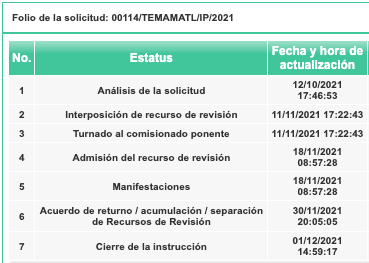 Folio de la solicitud: 00114/TEMAMATL/IP/2021
No. Estatus Fecha y hora de
actualización
1 Análisis de la solicitud 12/10/2021
17:46:53
2 Interposición de recurso de revisión 11/11/2021 17:22:43
3 Turnado al comisionado ponente 11/11/2021 17:22:43
4 Admisión del recurso de revisión 18/11/2021
08:57:28
5 Manifestaciones 18/11/2021
08:57:28
6 Acuerdo de returno / acumulación / separación
de Recursos de Revisión 30/11/2021
20:05:05
7 Cierre de la instrucción 01/12/2021
14:59:17